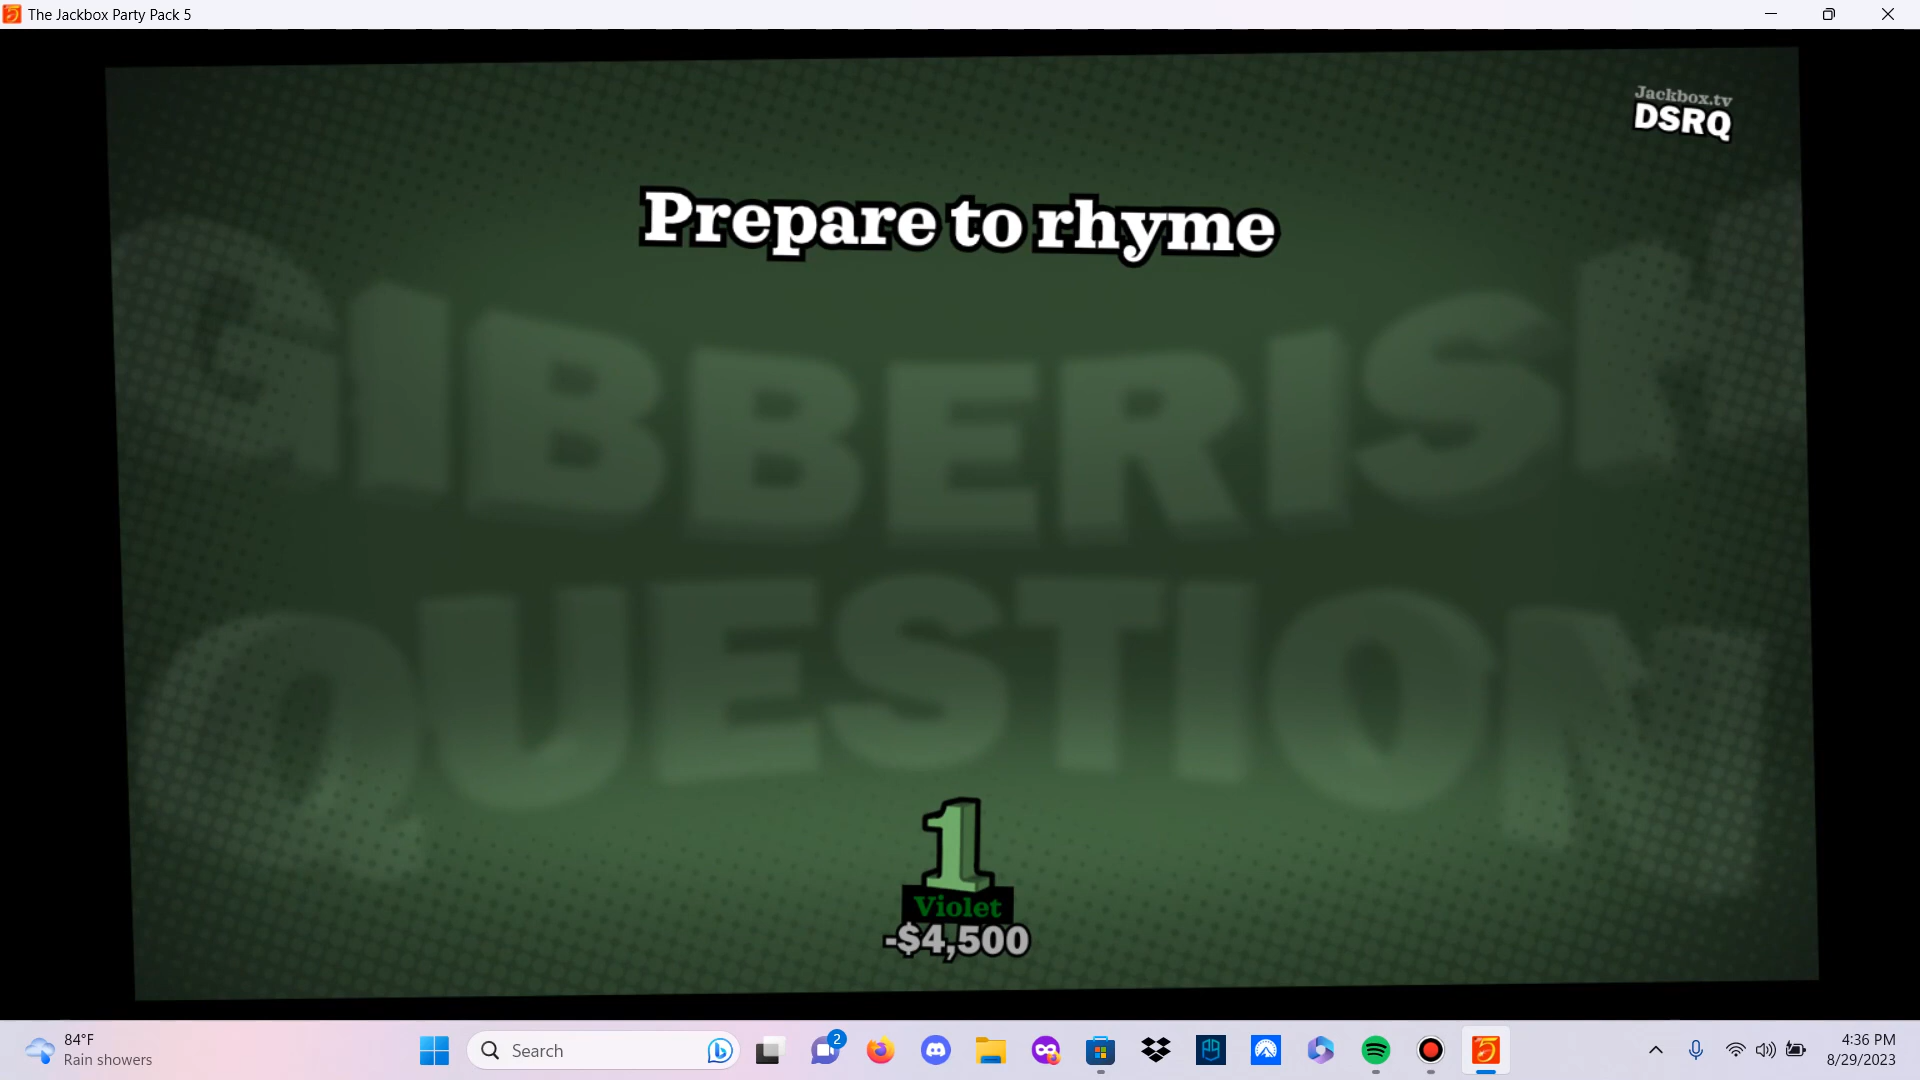 The Jackbox Party Pack 5
Jackbox.tv
DSRQ
Prepare to rhyme
GIBBERISH
QUESTION
1
Violet
-$4,500
84°F
Rain showers
Search
2
4:36 PM
8/29/2023